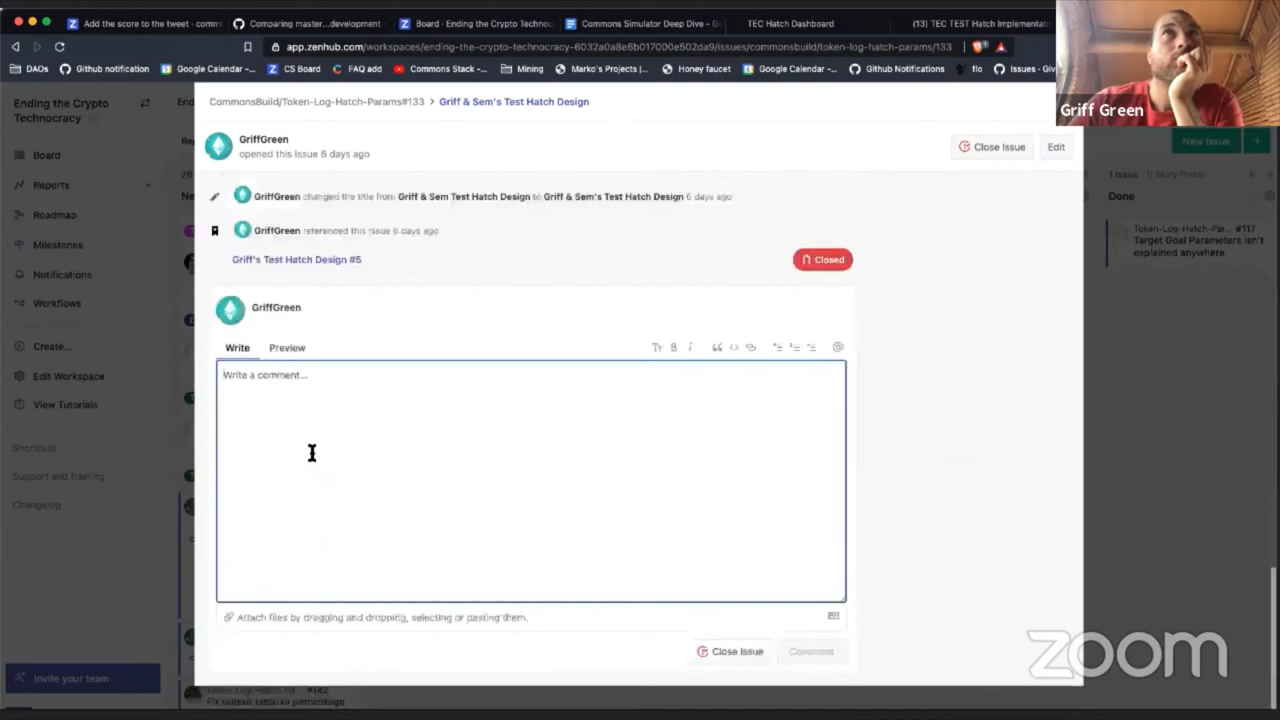 Add the score to the tweet · comm
Comparing master...development ·
Board · Ending the Crypto Technoc
Commons Simulator Deep Dive - G
TEC Hatch Dashboard
(13) TEC TEST Hatch Implementat
app.zenhub.com/workspaces/ending-the-crypto-technocracy-6032a0a8e6b017000e502da9/issues/commonsbuild/token-log-hatch-params/133
DAOs
Github notification
Google Calendar -...
CS Board
FAQ add
Commons Stack -...
Mining
Marko's Projects |...
Honey faucet
Google Calendar -...
Github Notifications
flo
Issues · Giv
Griff Green
Ending the Crypto
Technocracy
Board
Reports
Roadmap
Milestones
Notifications
Workflows
Create...
Edit Workspace
View Tutorials
Shortcuts
Support and training
Changelog
Invite your team
CommonsBuild/Token-Log-Hatch-Params#133 > Griff & Sem's Test Hatch Design
GriffGreen
opened this Issue 6 days ago
Close Issue
Edit
GriffGreen changed the title from Griff & Sem Test Hatch Design to Griff & Sem's Test Hatch Design 6 days ago
GriffGreen referenced this Issue 6 days ago
Griff's Test Hatch Design #5
Closed
GriffGreen
Write
Preview
Write a comment...
Attach files by dragging and dropping, selecting or pasting them.
Close Issue
Comment
New Issue
1 Issue 0 Story Points
Done
Token-Log-Hatch-Par... #117
Target Goal Parameters isn't
explained anywhere
zoom